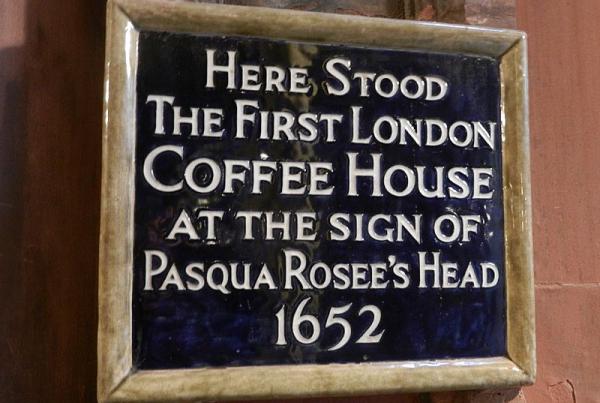 Here Stood
The First London
Coffee House
at the sign of
Pasqua Rosee's Head
1652